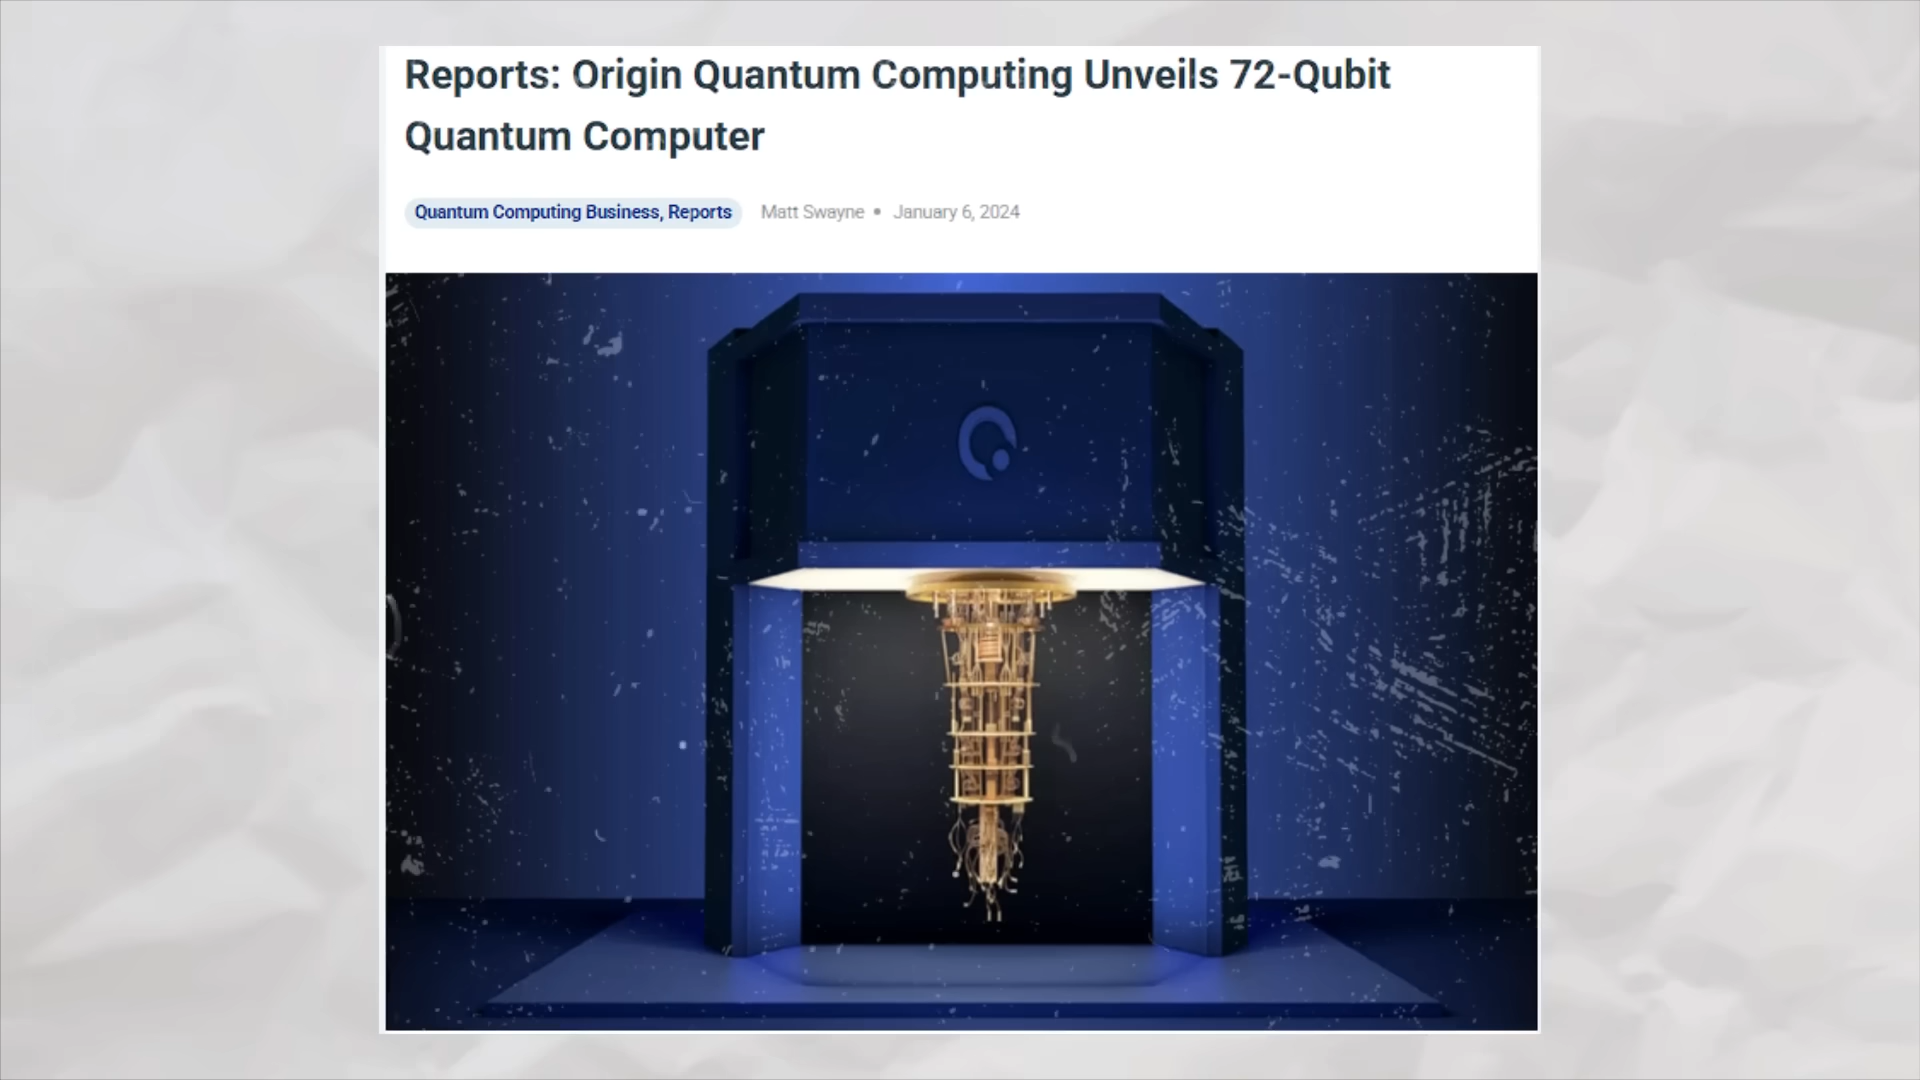 Reports: Origin Quantum Computing Unveils 72-Qubit
Quantum Computer
Quantum Computing Business, Reports Matt Swayne • January 6, 2024